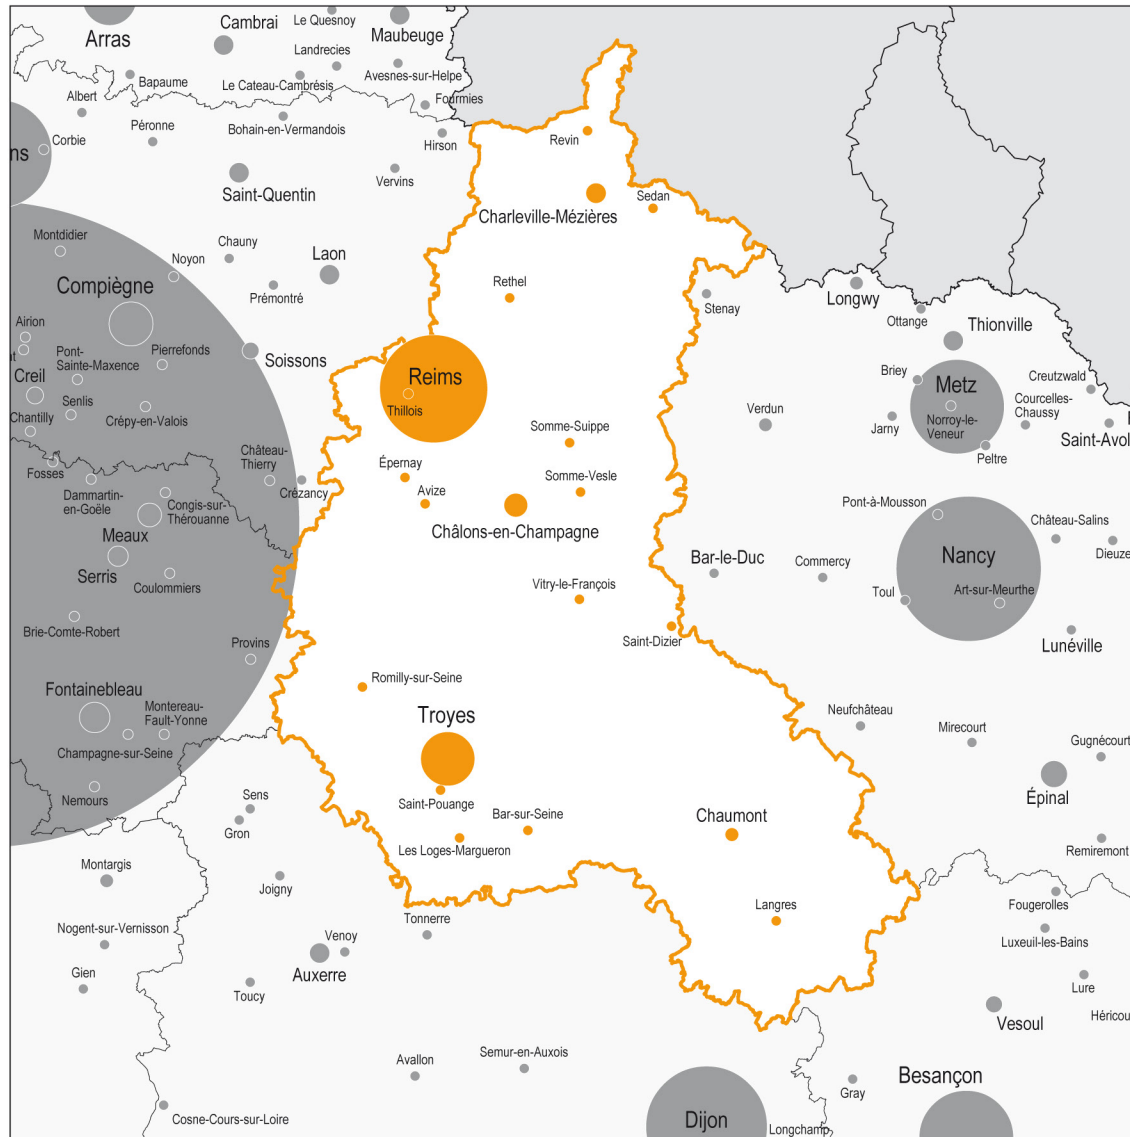 Arras
Cambrai
Le Quesnoy
Maubeuge
Landrecies
Le Cateau-Cambrésis
Avesnes-sur-Helpe
Bapaume
Albert
Fourmies
Péronne
Bohain-en-Vermandois
Hirson
Corbie
ns
Revin
Vervins
Saint-Quentin
Sedan
Charleville-Mézières
Montdidier
Noyon
Chauny
Laon
Prémontré
Compiègne
Rethel
Stenay
Longwy
Ottange
Thionville
Airion
nt
Pont-
Sainte-Maxence
Pierrefonds
Soissons
Creil
Senlis
Chantilly
Crépy-en-Valois
Reims
Thillois
Briey
Metz
Creutzwald
Courcelles-
Chaussy
Norroy-le-
Veneur
Verdun
Jarny
Saint-Avol
Peltre
Somme-Suippe
Fosses
Château-
Thierry
Crézancy
Épernay
Avize
Somme-Vesle
Dammartin-
en-Goële
Congis-sur-
Thérouanne
Châlons-en-Champagne
Pont-à-Mousson
Château-Salins
Dieuze
Meaux
Serris
Coulommiers
Bar-le-Duc
Commercy
Nancy
Toul
Art-sur-Meurthe
Vitry-le-François
Brie-Comte-Robert
Provins
Saint-Dizier
Lunéville
Romilly-sur-Seine
Fontainebleau
Montereau-
Fault-Yonne
Champagne-sur-Seine
Troyes
Neufchâteau
Mirecourt
Gugnécourt
Nemours
Saint-Pouange
Épinal
Sens
Gron
Bar-sur-Seine
Les Loges-Margueron
Chaumont
Remiremont
Montargis
Joigny
Langres
Fougerolles
Nogent-sur-Vernisson
Tonnerre
Venoy
Luxeuil-les-Bains
Gien
Auxerre
Toucy
Lure
Vesoul
Héricou
Avallon
Semur-en-Auxois
Besançon
Gray
Cosne-Cours-sur-Loire
Dijon
Longchamp